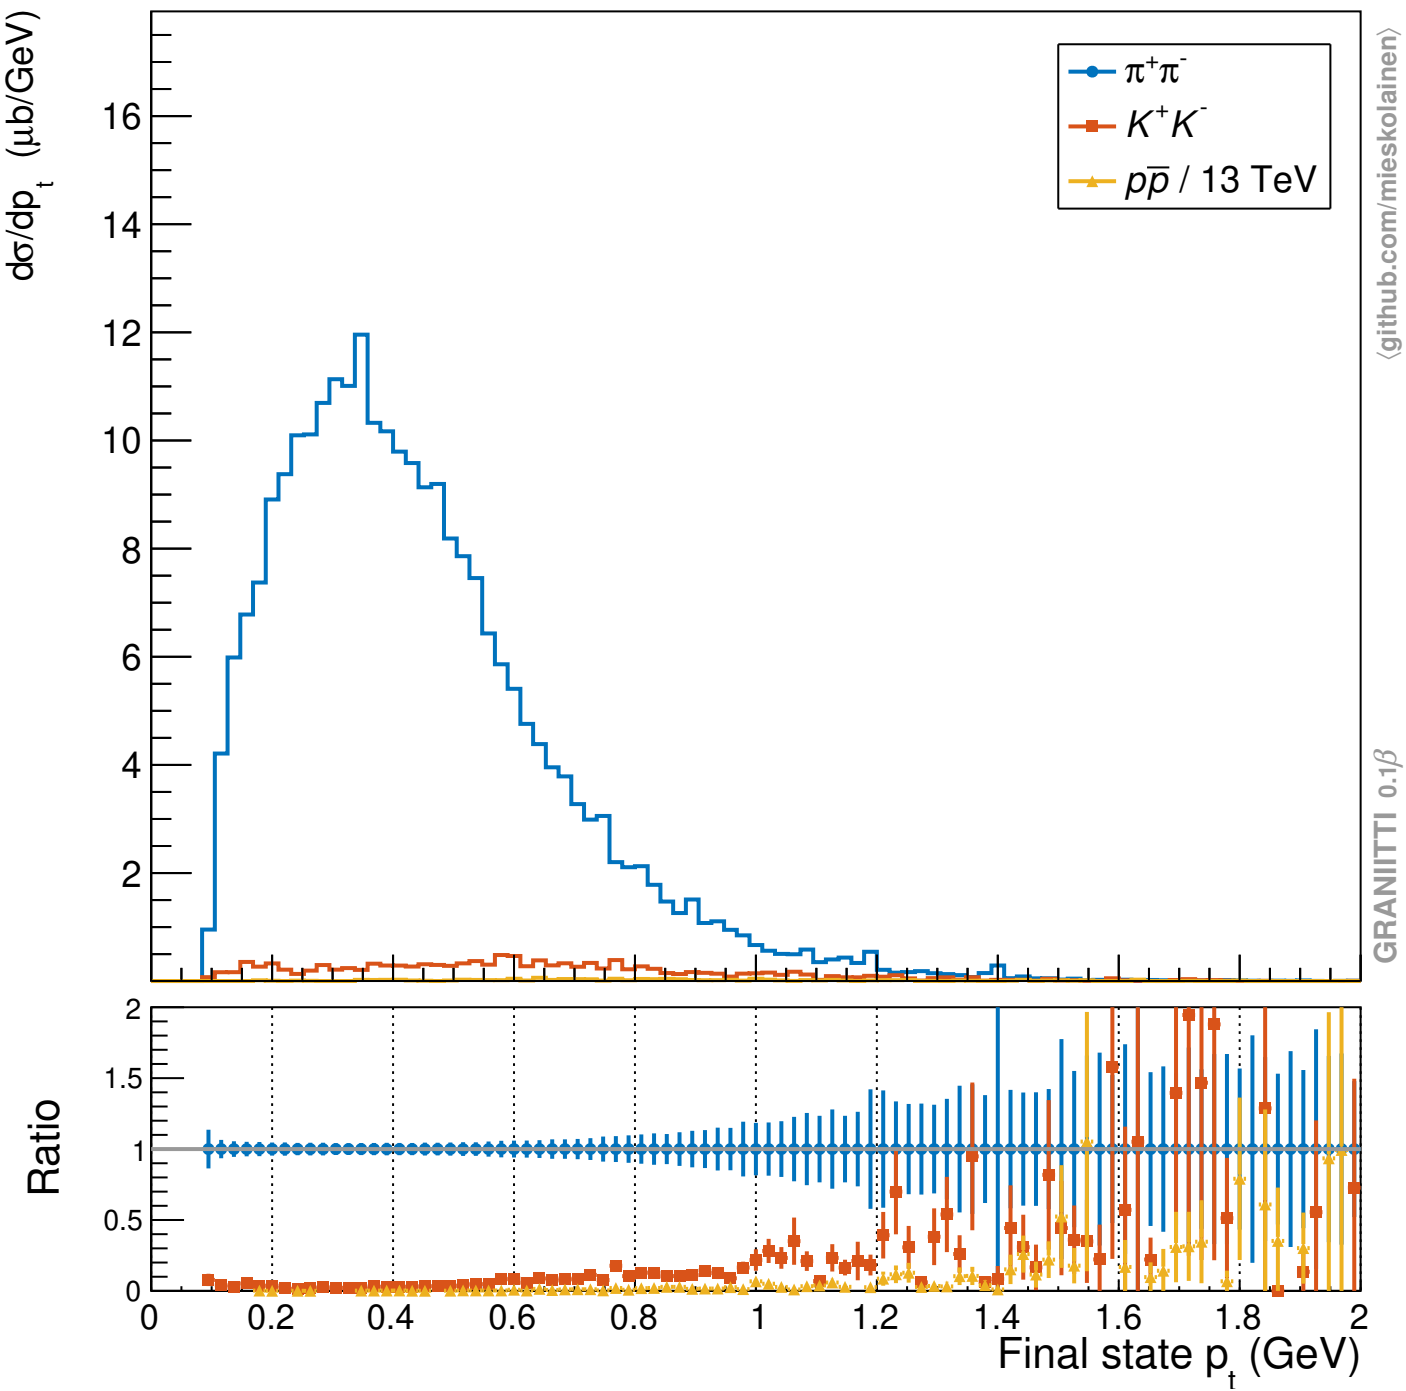 dσ/dp_t (μb/GeV)
16
14
12
10
8
6
4
2
π⁺π⁻
K⁺K⁻
pp̅ / 13 TeV
⟨github.com/mieskolainen⟩
GRANIITTI 0.1β
Ratio
2
1.5
1
0.5
0
0 0.2 0.4 0.6 0.8 1 1.2 1.4 1.6 1.8 2
Final state p_t (GeV)